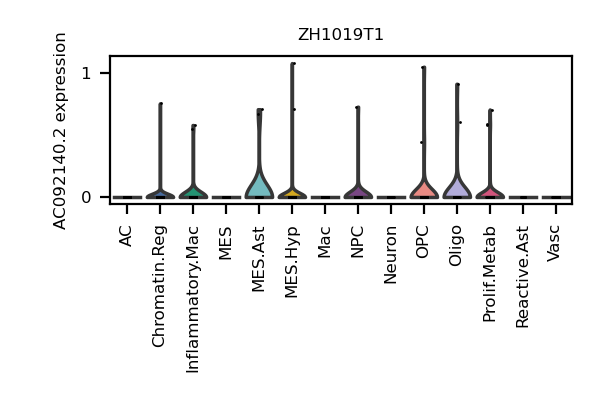 ZH1019T1
AC092140.2 expression
1
0
AC
Chromatin.Reg
Inflammatory.Mac
MES
MES.Ast
MES.Hyp
Mac
NPC
Neuron
OPC
Oligo
Prolif.Metab
Reactive.Ast
Vasc